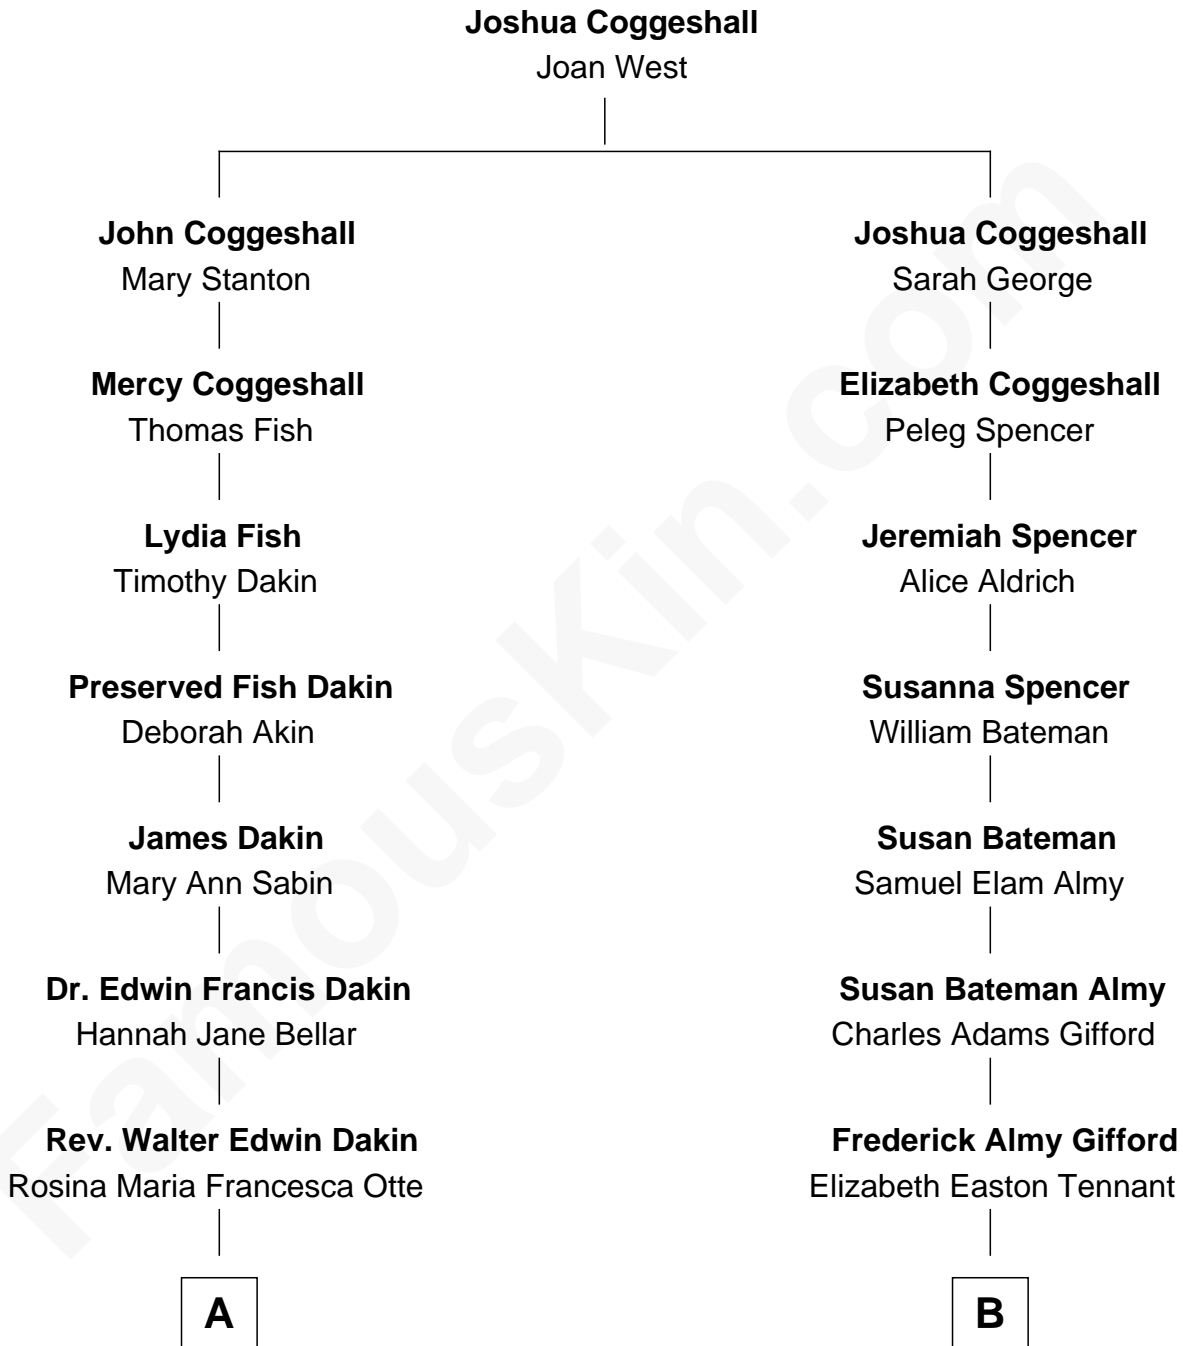 Joshua Coggeshall
Joan West
John Coggeshall
Mary Stanton
Mercy Coggeshall
Thomas Fish
Lydia Fish
Timothy Dakin
Preserved Fish Dakin
Deborah Akin
James Dakin
Mary Ann Sabin
Dr. Edwin Francis Dakin
Hannah Jane Bellar
Rev. Walter Edwin Dakin
Rosina Maria Francesca Otte
A
Joshua Coggeshall
Sarah George
Elizabeth Coggeshall
Peleg Spencer
Jeremiah Spencer
Alice Aldrich
Susanna Spencer
William Bateman
Susan Bateman
Samuel Elam Almy
Susan Bateman Almy
Charles Adams Gifford
Frederick Almy Gifford
Elizabeth Easton Tennant
B
FamousKin.com